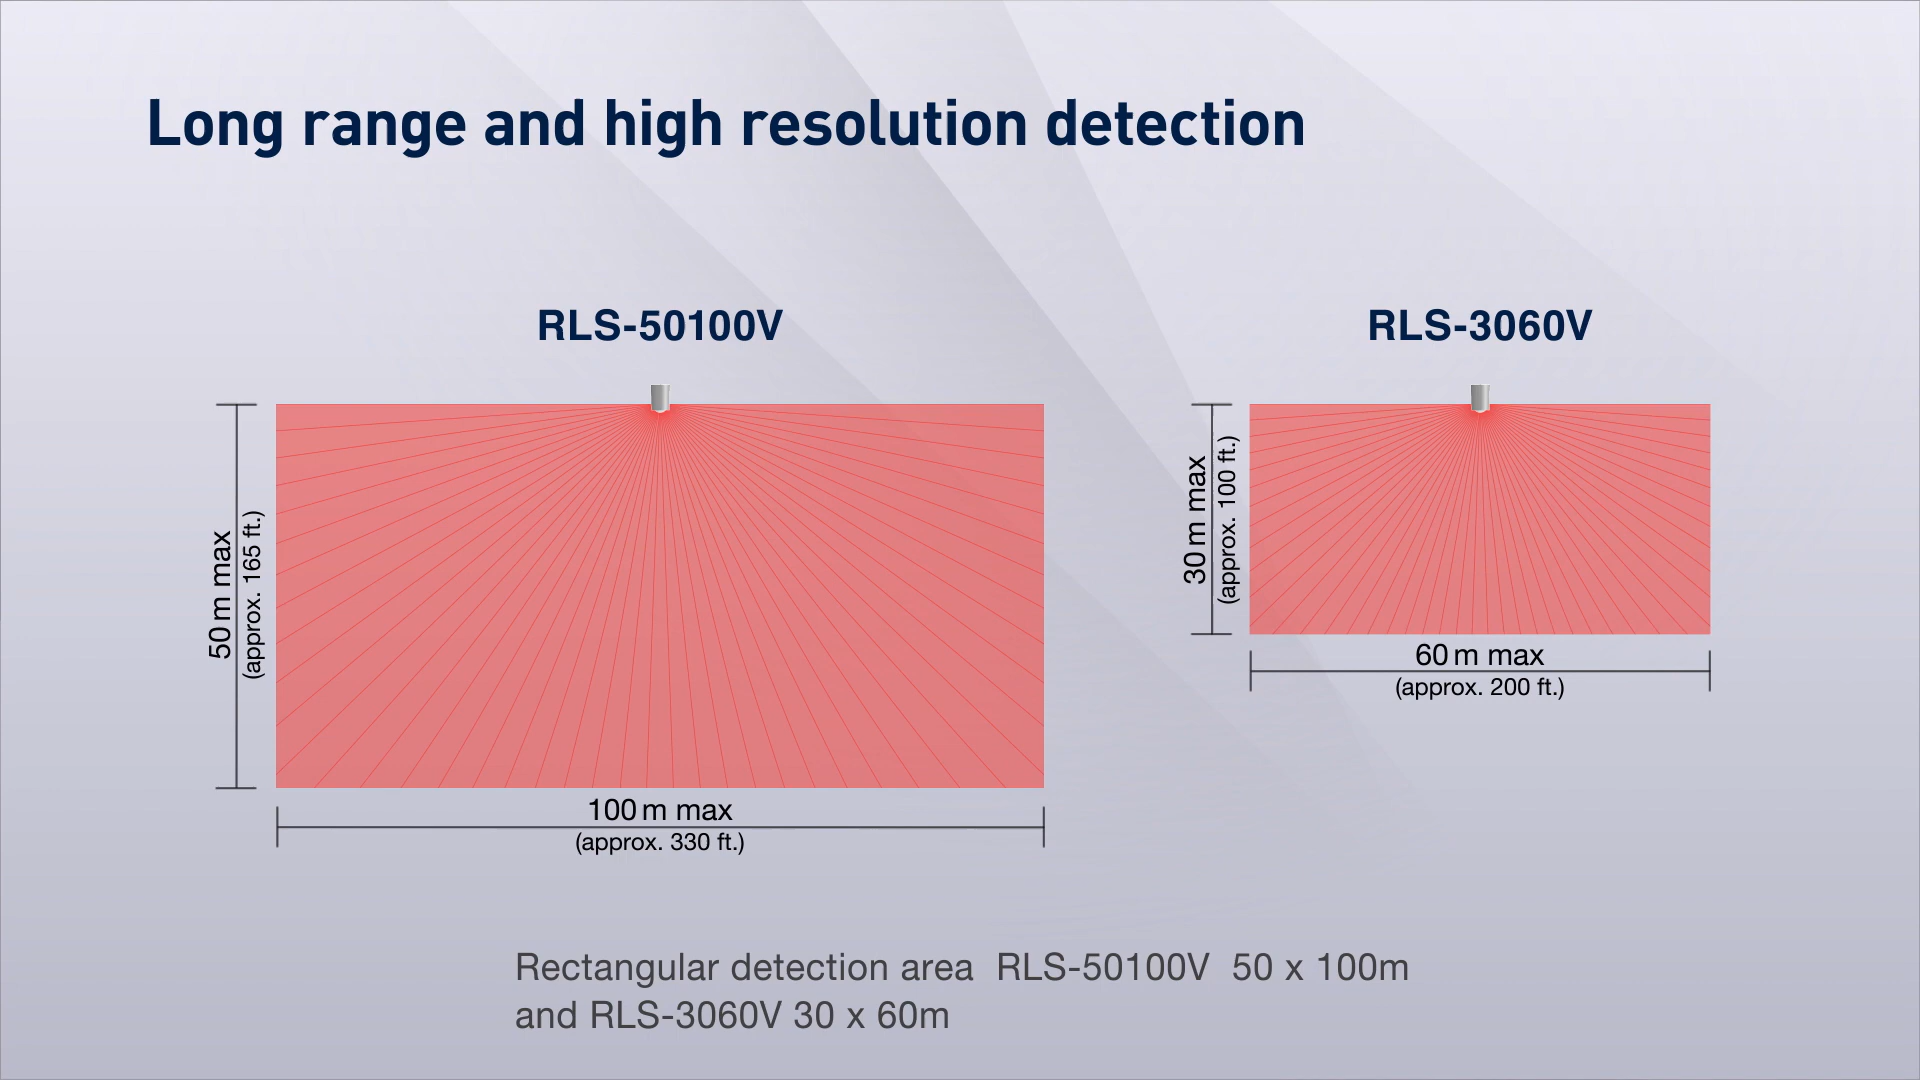 Long range and high resolution detection
RLS-50100V
50 m max
(approx. 165 ft.)
100 m max
(approx. 330 ft.)
RLS-3060V
30 m max
(approx. 100 ft.)
60 m max
(approx. 200 ft.)
Rectangular detection area RLS-50100V 50 x 100m
and RLS-3060V 30 x 60m